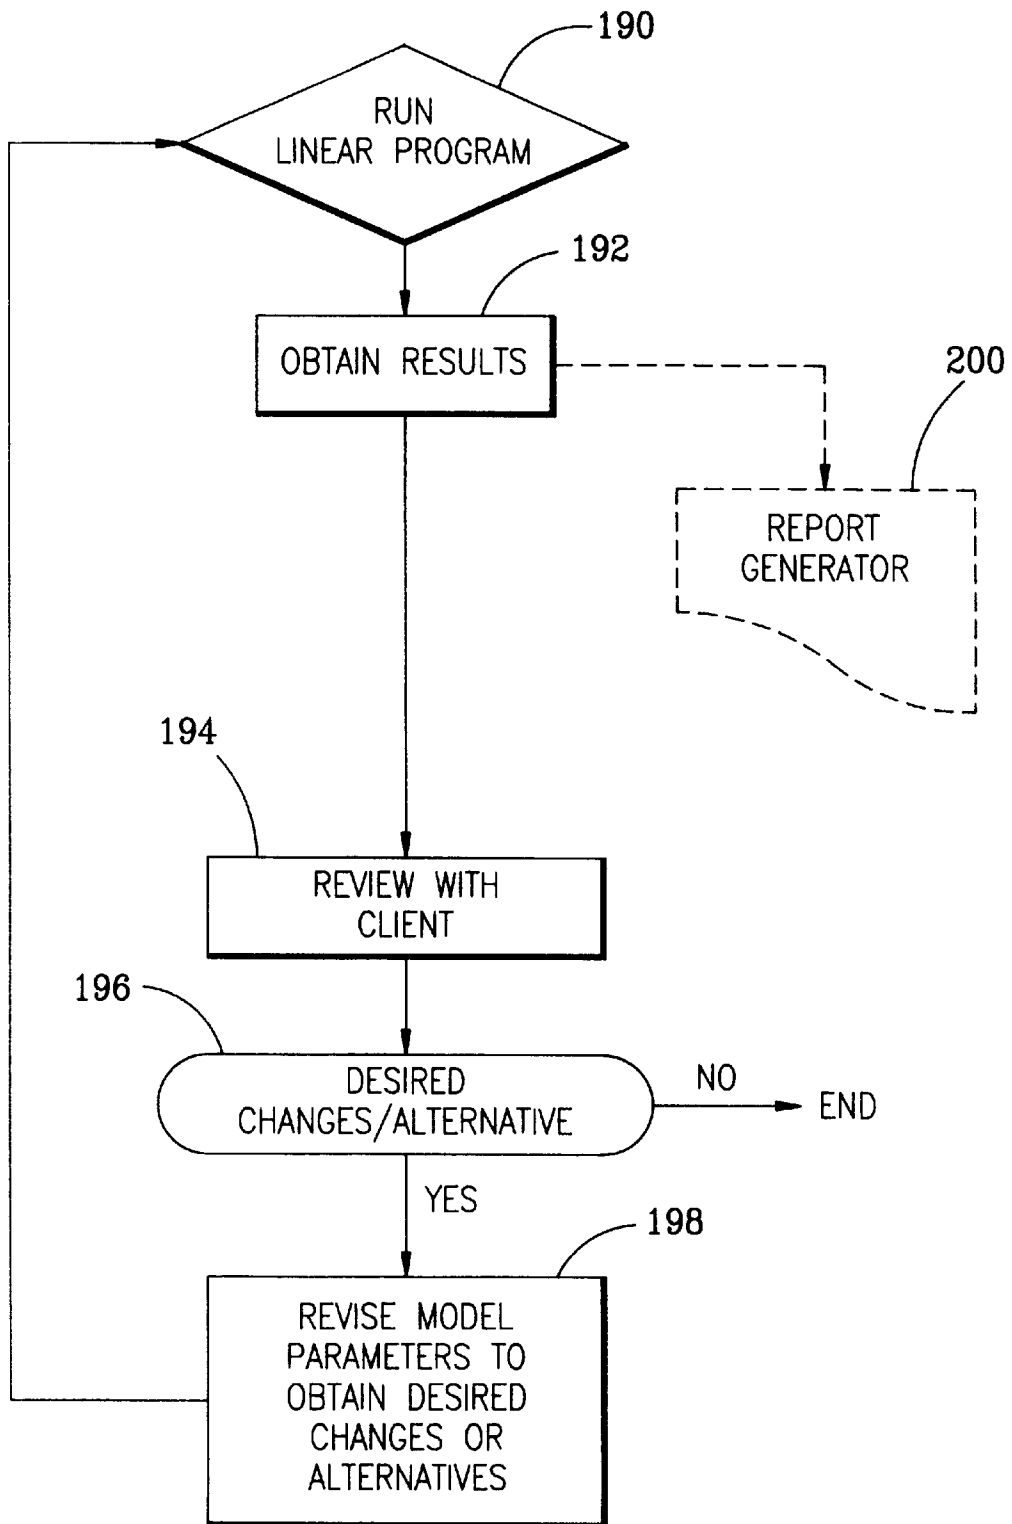 190
RUN
LINEAR PROGRAM
192
OBTAIN RESULTS
200
REPORT
GENERATOR
194
REVIEW WITH
CLIENT
196
DESIRED
CHANGES/ALTERNATIVE
NO
END
YES
198
REVISE MODEL
PARAMETERS TO
OBTAIN DESIRED
CHANGES OR
ALTERNATIVES